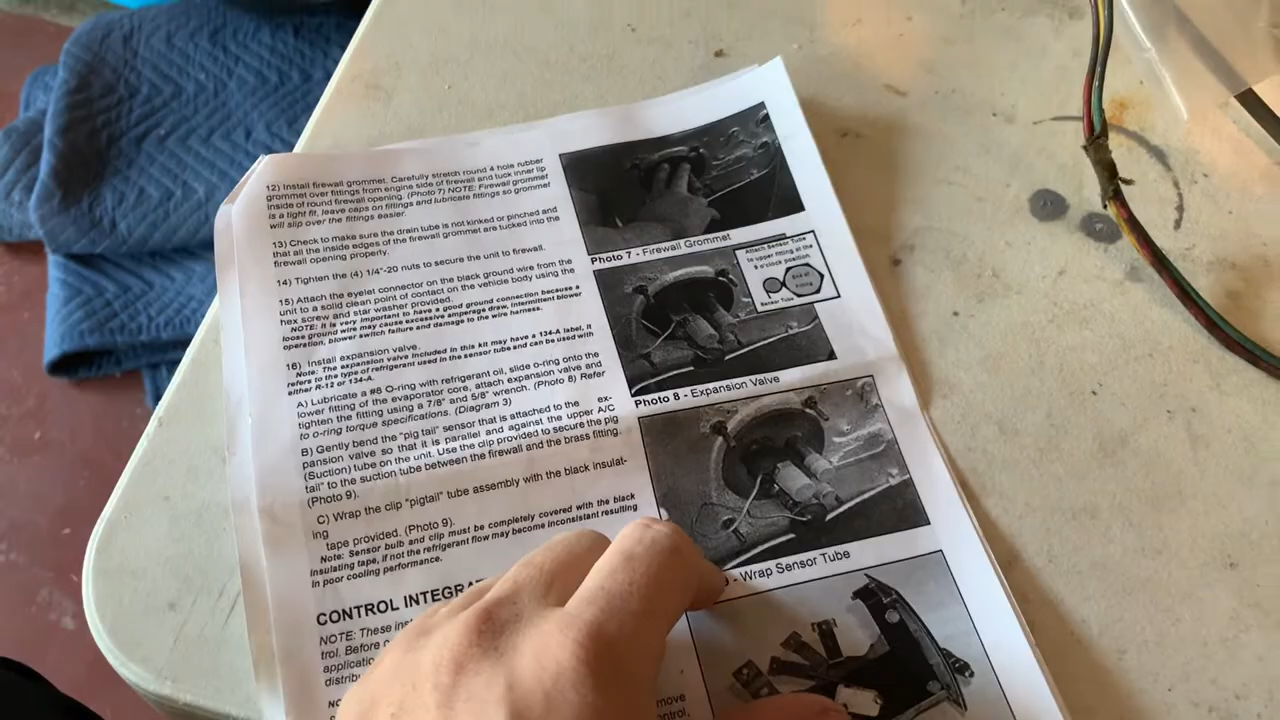 12) Install firewall grommet. Carefully stretch round 4 hole rubber
grommet over fittings from engine side of firewall and tuck inner lip
inside of round firewall opening. (Photo 7) NOTE: Firewall grommet
is a tight fit, leave caps on fittings and lubricate fittings so grommet
will slip over the fittings easier.
13) Check to make sure the drain tube is not kinked or pinched and
that all the inside edges of the firewall grommet are tucked into the
firewall opening properly.
14) Tighten the (4) 1/4"-20 nuts to secure the unit to firewall.
15) Attach the eyelet connector on the black ground wire from the
unit to a solid clean point of contact on the vehicle body using the
hex screw and star washer provided.
NOTE: It is very important to have a good ground connection because a
loose ground wire may cause excessive amperage draw, intermittent blower
operation, blower switch failure and damage to the wire harness.
16) Install expansion valve.
Note: The expansion valve included in this kit may have a 134-A label, it
refers to the type of refrigerant used in the sensor tube and can be used with
either R-12 or 134-A.
A) Lubricate a #8 O-ring with refrigerant oil, slide o-ring onto the
lower fitting of the evaporator core, attach expansion valve and
tighten the fitting using a 7/8" and 5/8" wrench. (Photo 8) Refer
to o-ring torque specifications. (Diagram 3)
B) Gently bend the "pig tail" sensor that is attached to the ex-
pansion valve so that it is parallel and against the upper A/C
(Suction) tube on the unit. Use the clip provided to secure the pig
tail" to the suction tube between the firewall and the brass fitting.
(Photo 9).
C) Wrap the clip "pigtail" tube assembly with the black insulat-
ing
tape provided. (Photo 9).
Note: Sensor bulb and clip must be completely covered with the black
insulating tape, if not the refrigerant flow may become inconsistant resulting
in poor cooling performance.
CONTROL INTEGRA
NOTE: These ins
trol. Before
applicatio
distribu
move
ontrol,
Photo 7 - Firewall Grommet
Attach Sensor Tube
to upper fitting at the
9 o'clock position
End of
Fitting
Sensor Tube
Photo 8 - Expansion Valve
9 - Wrap Sensor Tube